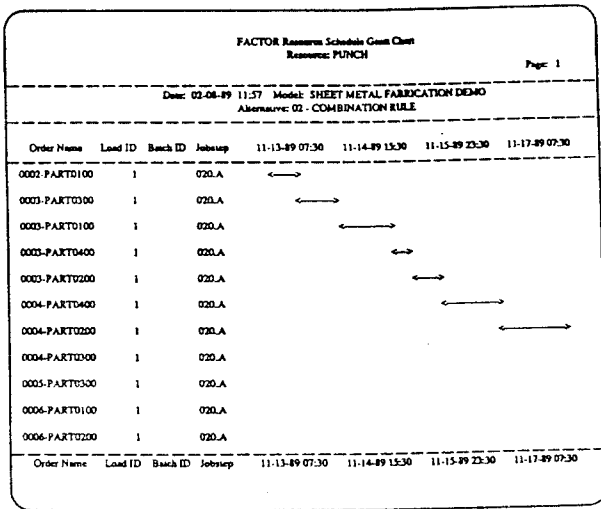 FACTOR Resource Schedule Gantt Chart
Resource: PUNCH
Page: 1
Date: 02-08-89 11:57 Model: SHEET METAL FABRICATION DEMO
Alternative: 02 - COMBINATION RULE
Order Name Load ID Batch ID Jobstep 11-13-89 07:30 11-14-89 15:30 11-15-89 23:30 11-17-89 07:30
0002-PART0100 1 020.A
0003-PART0300 1 020.A
0003-PART0100 1 020.A
0003-PART0400 1 020.A
0003-PART0200 1 020.A
0004-PART0400 1 020.A
0004-PART0200 1 020.A
0004-PART0300 1 020.A
0005-PART0300 1 020.A
0006-PART0100 1 020.A
0006-PART0200 1 020.A
Order Name Load ID Batch ID Jobstep 11-13-89 07:30 11-14-89 15:30 11-15-89 23:30 11-17-89 07:30